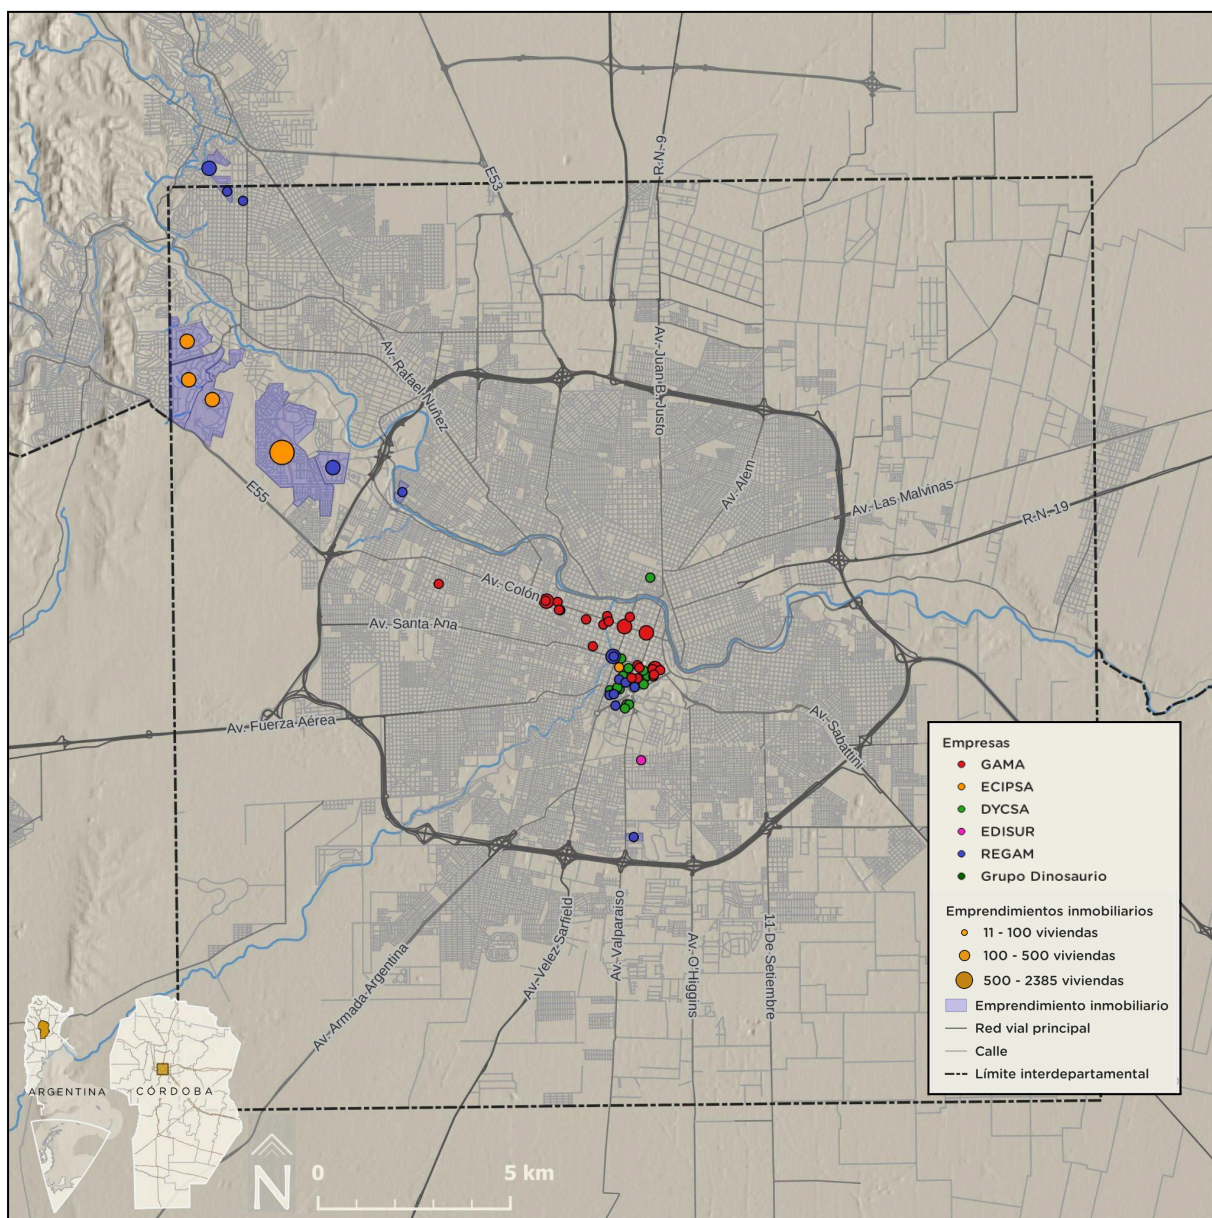 R.N. 9
E53
Av. Juan B. Justo
Av. Rafael Nuñez
Av. Alem
Av. Las Malvinas
R.N. 19
E55
Av. Colón
Av. Santa Ana
Av. Fuerza Aérea
Av. Sabattini
Av. Armada Argentina
Av. Velez Sarfield
Av. Valparaiso
Av. O'Higgins
11 De Setiembre
Empresas
GAMA
ECIPSA
DYCSA
EDISUR
REGAM
Grupo Dinosaurio
Emprendimientos inmobiliarios
11 - 100 viviendas
100 - 500 viviendas
500 - 2385 viviendas
Emprendimiento inmobiliario
Red vial principal
Calle
Límite interdepartamental
ARGENTINA
CÓRDOBA
N
0 5 km